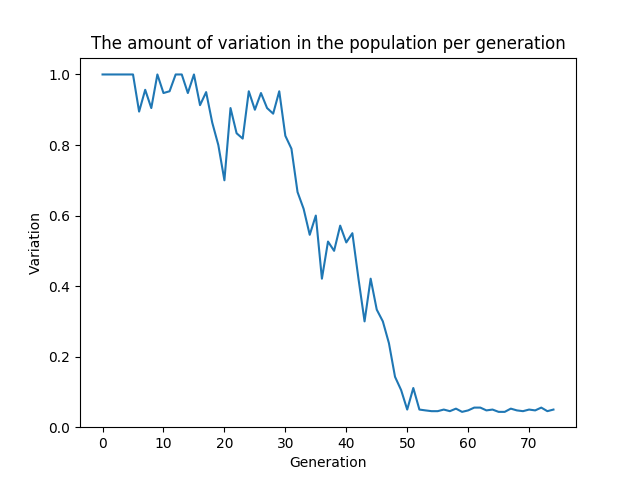 The amount of variation in the population per generation
1.0
0.8
0.6
0.4
0.2
0.0
Variation
0 10 20 30 40 50 60 70
Generation